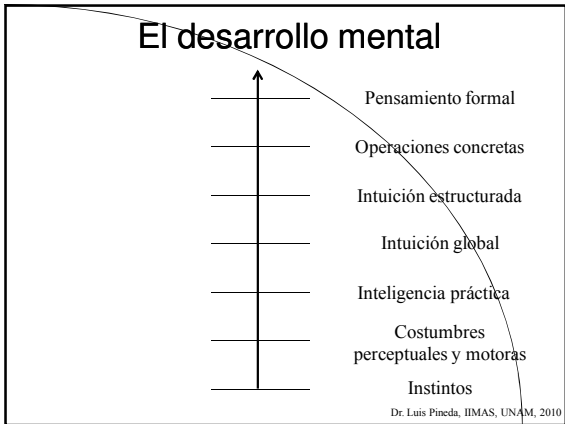 El desarrollo mental
Pensamiento formal
Operaciones concretas
Intuición estructurada
Intuición global
Inteligencia práctica
Costumbres
perceptuales y motoras
Instintos
Dr. Luis Pineda, IIMAS, UNAM, 2010